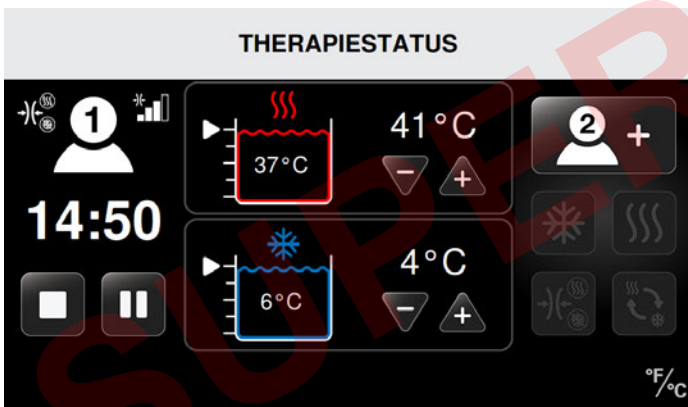 THERAPIESTATUS
1
14:50
41°C
37°C
4°C
6°C
2 +
°F/°C
SUPER